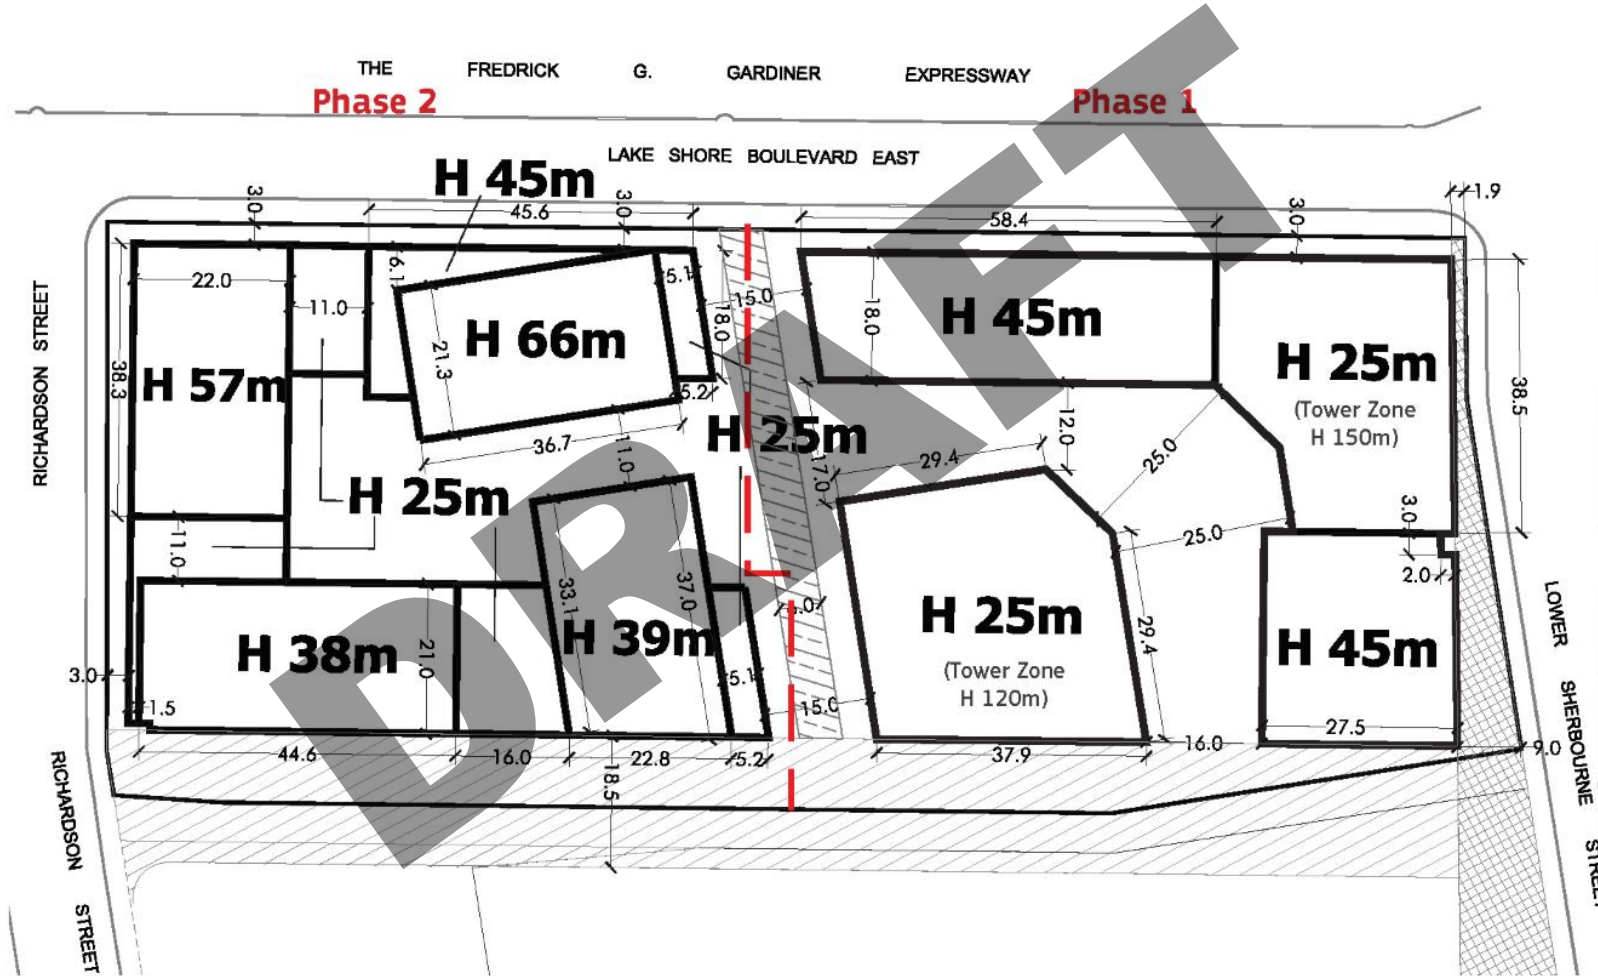 THE FREDRICK G. GARDINER EXPRESSWAY
Phase 2
Phase 1
LAKE SHORE BOULEVARD EAST
H 45m
3.0
45.6
3.0
58.4
3.0
1.9
RICHARDSON STREET
22.0
11.0
6.1
5.1
15.0
18.0
18.0
38.3
H 57m
21.3
H 66m
H 45m
H 25m
(Tower Zone
H 150m)
38.5
5.2
36.7
11.0
H 25m
12.0
17.0
29.4
25.0
H 25m
11.0
33.1
37.0
25.0
3.0
2.0
H 38m
21.0
H 39m
H 25m
(Tower Zone
H 120m)
29.4
H 45m
3.0
1.5
5.1
15.0
27.5
44.6
16.0
22.8
5.2
37.9
16.0
9.0
18.5
RICHARDSON STREET
LOWER SHERBOURNE STREET
DRAFT